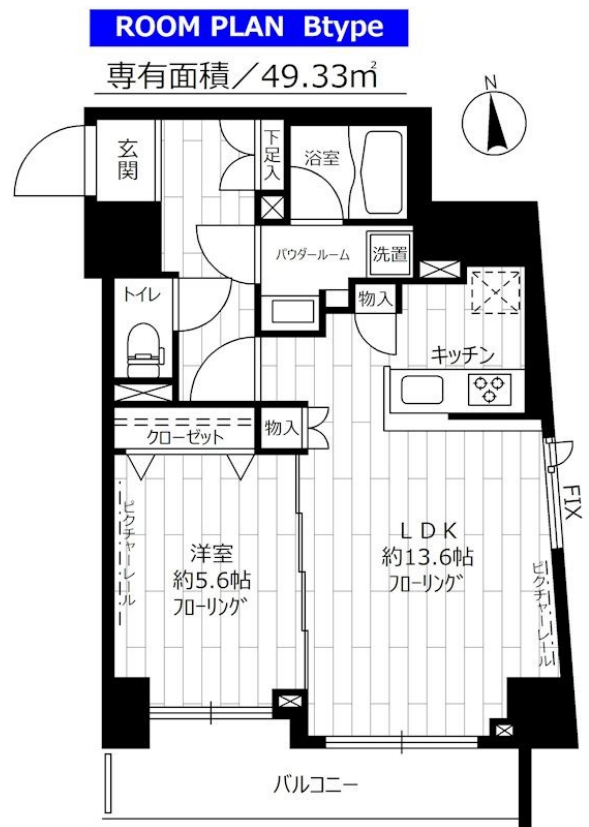 ROOM PLAN Btype
専有面積／49.33㎡
N
玄関
下足入
浴室
パウダールーム
洗置
トイレ
物入
キッチン
クローゼット
物入
FIX
ピクチャーレール
洋室
約5.6帖
フローリング
LDK
約13.6帖
フローリング
ピクチャーレール
バルコニー